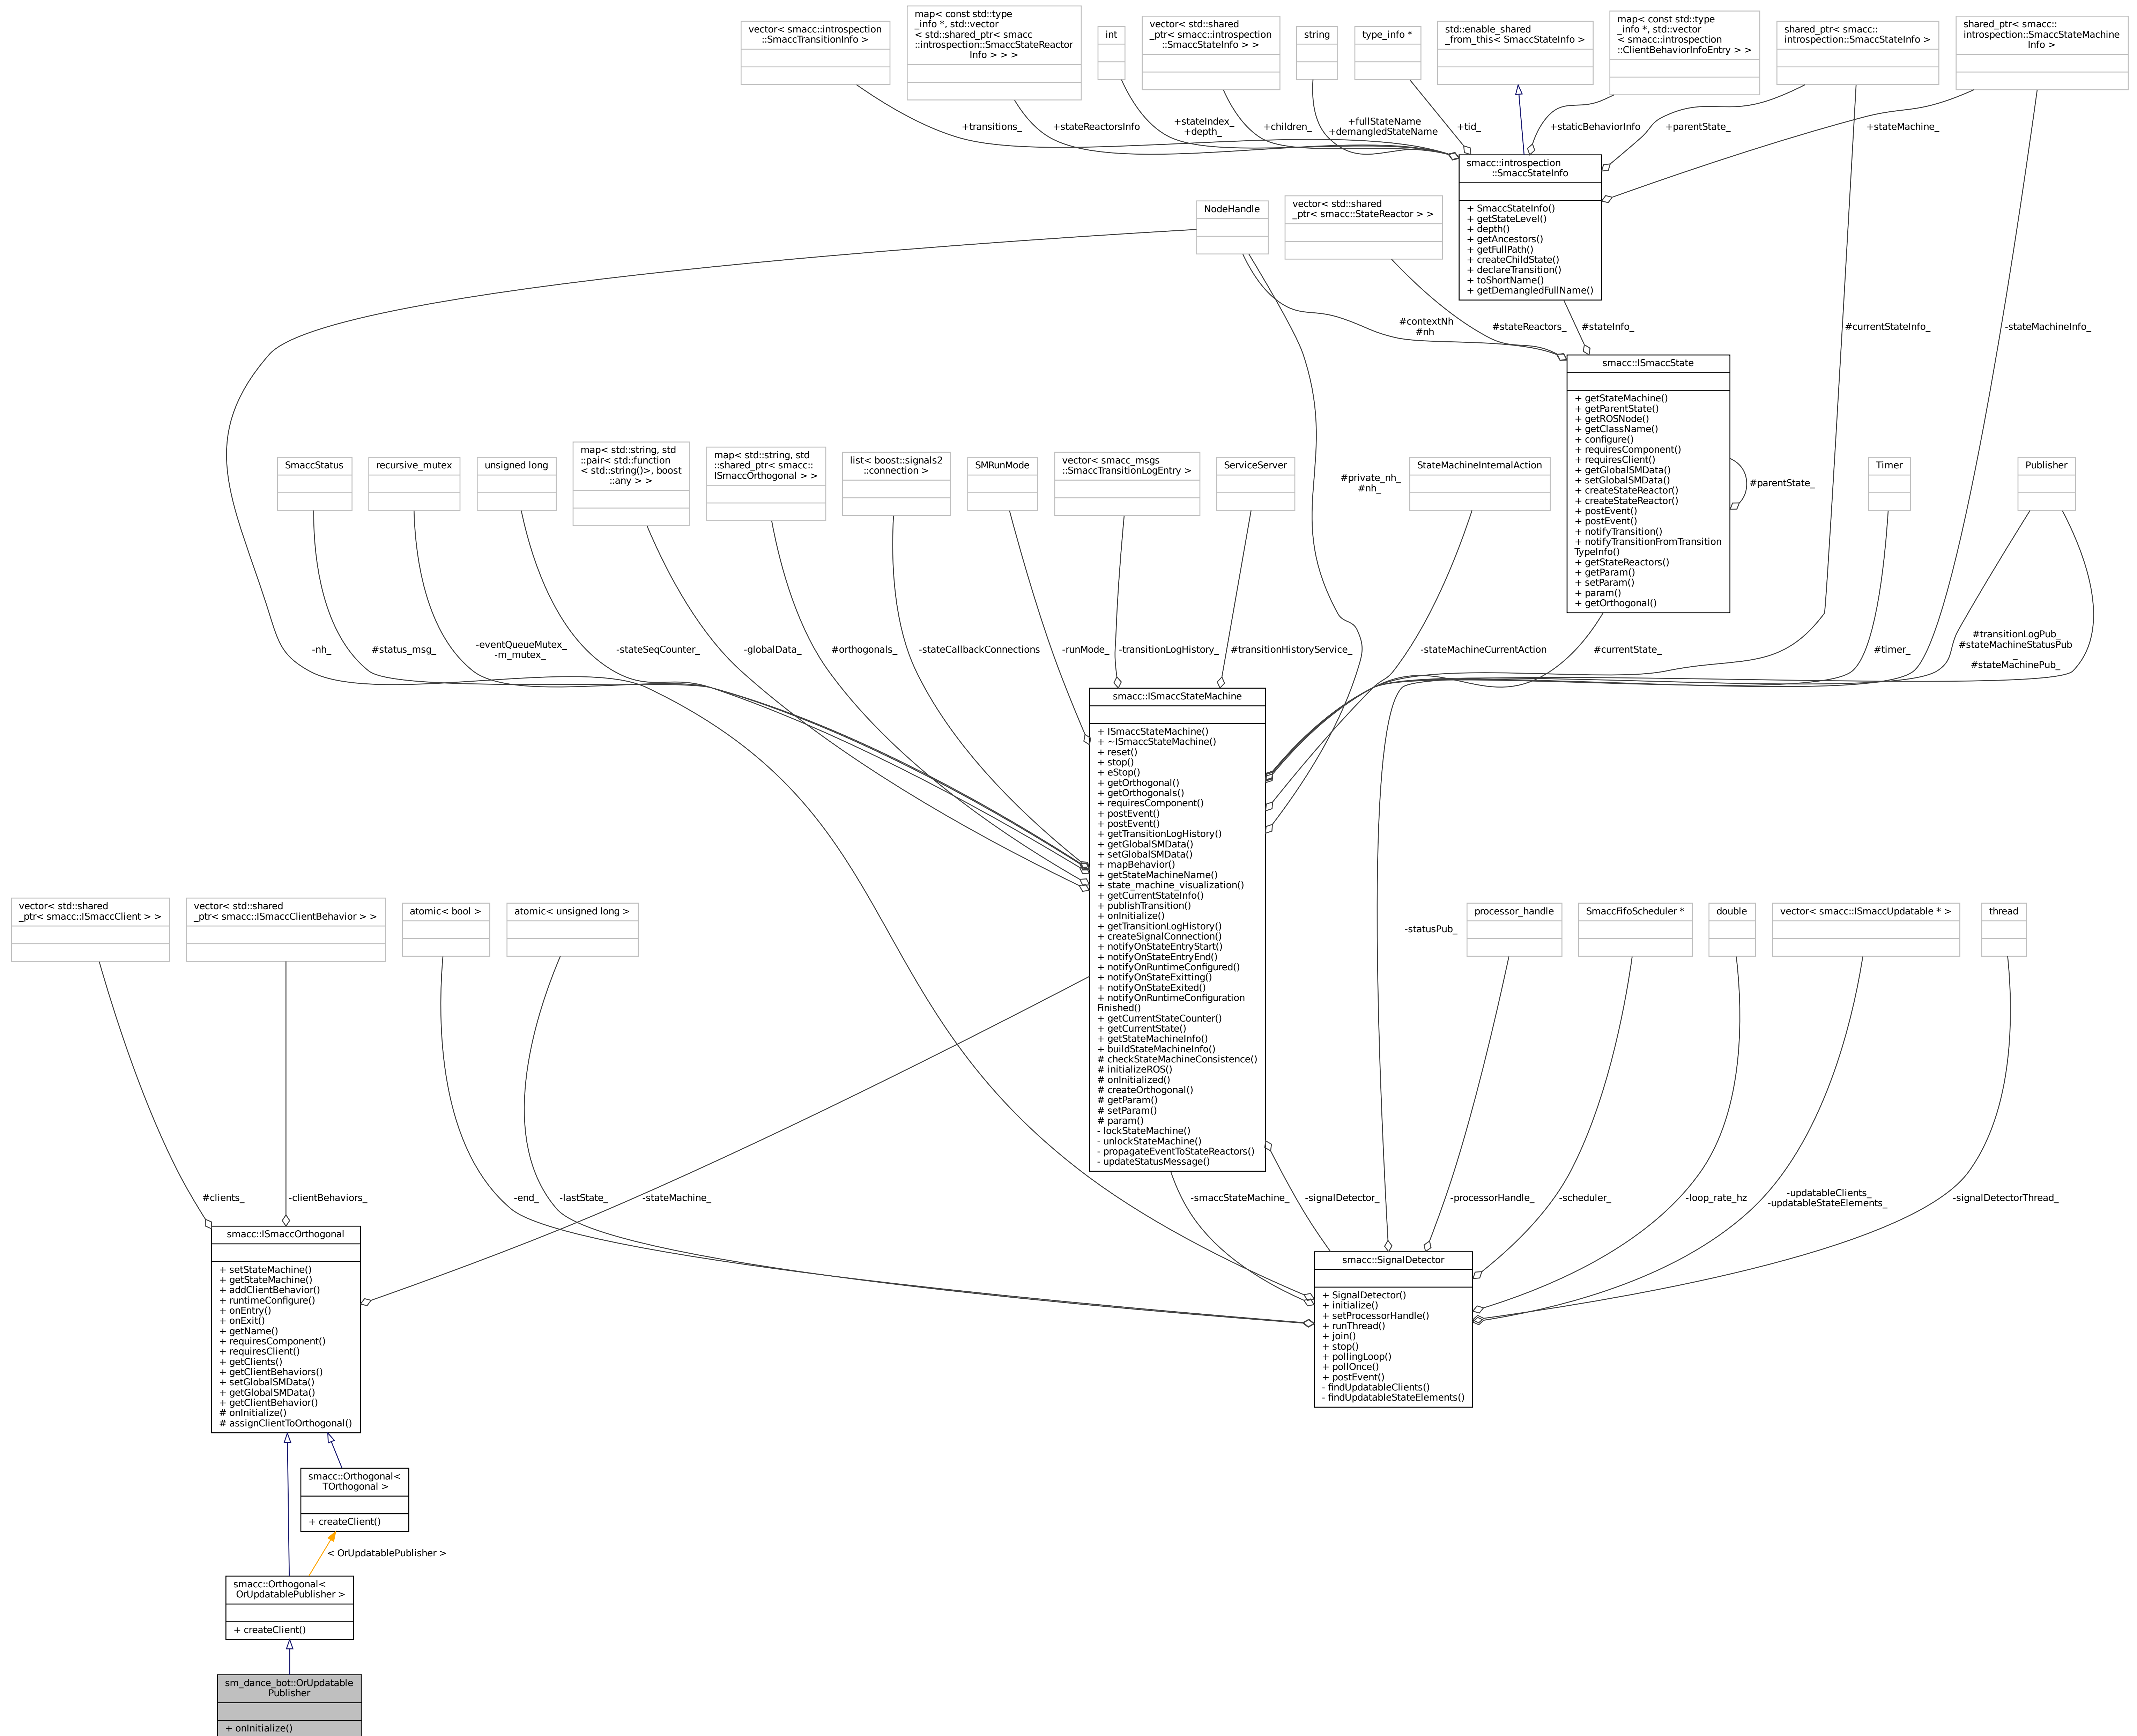 vector< smacc::introspection
::SmaccTransitionInfo >
map< const std::type
_info *, std::vector
< std::shared_ptr< smacc
::introspection::SmaccStateReactor
Info > > >
int
vector< std::shared
_ptr< smacc::introspection
::SmaccStateInfo > >
string
type_info *
std::enable_shared
_from_this< SmaccStateInfo >
map< const std::type
_info *, std::vector
< smacc::introspection
::ClientBehaviorInfoEntry > >
shared_ptr< smacc::
introspection::SmaccStateInfo >
shared_ptr< smacc::
introspection::SmaccStateMachine
Info >
+transitions_
+stateReactorsInfo
+stateIndex_
+depth_
+children_
+fullStateName
+demangledStateName
+tid_
+staticBehaviorInfo
+parentState_
+stateMachine_
smacc::introspection
::SmaccStateInfo
+ SmaccStateInfo()
+ getStateLevel()
+ depth()
+ getAncestors()
+ getFullPath()
+ createChildState()
+ declareTransition()
+ toShortName()
+ getDemangledFullName()
NodeHandle
vector< std::shared
_ptr< smacc::StateReactor > >
#contextNh
#nh
#stateReactors_
#stateInfo_
#currentStateInfo_
-stateMachineInfo_
smacc::ISmaccState
+ getStateMachine()
+ getParentState()
+ getROSNode()
+ getClassName()
+ configure()
+ requiresComponent()
+ requiresClient()
+ getGlobalSMData()
+ setGlobalSMData()
+ createStateReactor()
+ createStateReactor()
+ postEvent()
+ postEvent()
+ notifyTransition()
+ notifyTransitionFromTransition
TypeInfo()
+ getStateReactors()
+ getParam()
+ setParam()
+ param()
+ getOrthogonal()
#parentState_
SmaccStatus
recursive_mutex
unsigned long
map< std::string, std
::pair< std::function
< std::string()>, boost
::any > >
map< std::string, std
::shared_ptr< smacc::
ISmaccOrthogonal > >
list< boost::signals2
::connection >
SMRunMode
vector< smacc_msgs
::SmaccTransitionLogEntry >
ServiceServer
#private_nh_
#nh_
StateMachineInternalAction
Timer
Publisher
-nh_
#status_msg_
-eventQueueMutex_
-m_mutex_
-stateSeqCounter_
-globalData_
#orthogonals_
-stateCallbackConnections
-runMode_
-transitionLogHistory_
#transitionHistoryService_
-stateMachineCurrentAction
#currentState_
#timer_
#transitionLogPub_
#stateMachineStatusPub
_
#stateMachinePub_
smacc::ISmaccStateMachine
+ ISmaccStateMachine()
+ ~ISmaccStateMachine()
+ reset()
+ stop()
+ eStop()
+ getOrthogonal()
+ getOrthogonals()
+ requiresComponent()
+ postEvent()
+ postEvent()
+ getTransitionLogHistory()
+ getGlobalSMData()
+ setGlobalSMData()
+ mapBehavior()
+ getStateMachineName()
+ state_machine_visualization()
+ getCurrentStateInfo()
+ publishTransition()
+ onInitialize()
+ getTransitionLogHistory()
+ createSignalConnection()
+ notifyOnStateEntryStart()
+ notifyOnStateEntryEnd()
+ notifyOnRuntimeConfigured()
+ notifyOnStateExitting()
+ notifyOnStateExited()
+ notifyOnRuntimeConfiguration
Finished()
+ getCurrentStateCounter()
+ getCurrentState()
+ getStateMachineInfo()
+ buildStateMachineInfo()
# checkStateMachineConsistence()
# initializeROS()
# onInitialized()
# createOrthogonal()
# getParam()
# setParam()
# param()
- lockStateMachine()
- unlockStateMachine()
- propagateEventToStateReactors()
- updateStatusMessage()
vector< std::shared
_ptr< smacc::ISmaccClient > >
vector< std::shared
_ptr< smacc::ISmaccClientBehavior > >
atomic< bool >
atomic< unsigned long >
-statusPub_
processor_handle
SmaccFifoScheduler *
double
vector< smacc::ISmaccUpdatable * >
thread
#clients_
-clientBehaviors_
-end_
-lastState_
-stateMachine_
-smaccStateMachine_
-signalDetector_
-processorHandle_
-scheduler_
-loop_rate_hz
-updatableClients_
-updatableStateElements_
-signalDetectorThread_
smacc::ISmaccOrthogonal
+ setStateMachine()
+ getStateMachine()
+ addClientBehavior()
+ runtimeConfigure()
+ onEntry()
+ onExit()
+ getName()
+ requiresComponent()
+ requiresClient()
+ getClients()
+ getClientBehaviors()
+ setGlobalSMData()
+ getGlobalSMData()
+ getClientBehavior()
# onInitialize()
# assignClientToOrthogonal()
smacc::SignalDetector
+ SignalDetector()
+ initialize()
+ setProcessorHandle()
+ runThread()
+ join()
+ stop()
+ pollingLoop()
+ pollOnce()
+ postEvent()
- findUpdatableClients()
- findUpdatableStateElements()
smacc::Orthogonal<
TOrthogonal >
+ createClient()
< OrUpdatablePublisher >
smacc::Orthogonal<
OrUpdatablePublisher >
+ createClient()
sm_dance_bot::OrUpdatable
Publisher
+ onInitialize()